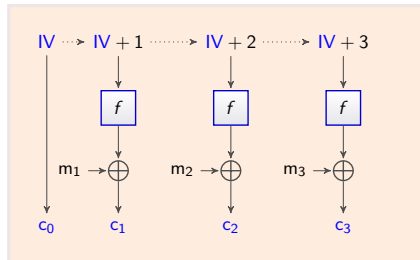 IV IV + 1 IV + 2 IV + 3
f f f
m₁ m₂ m₃
c₀ c₁ c₂ c₃